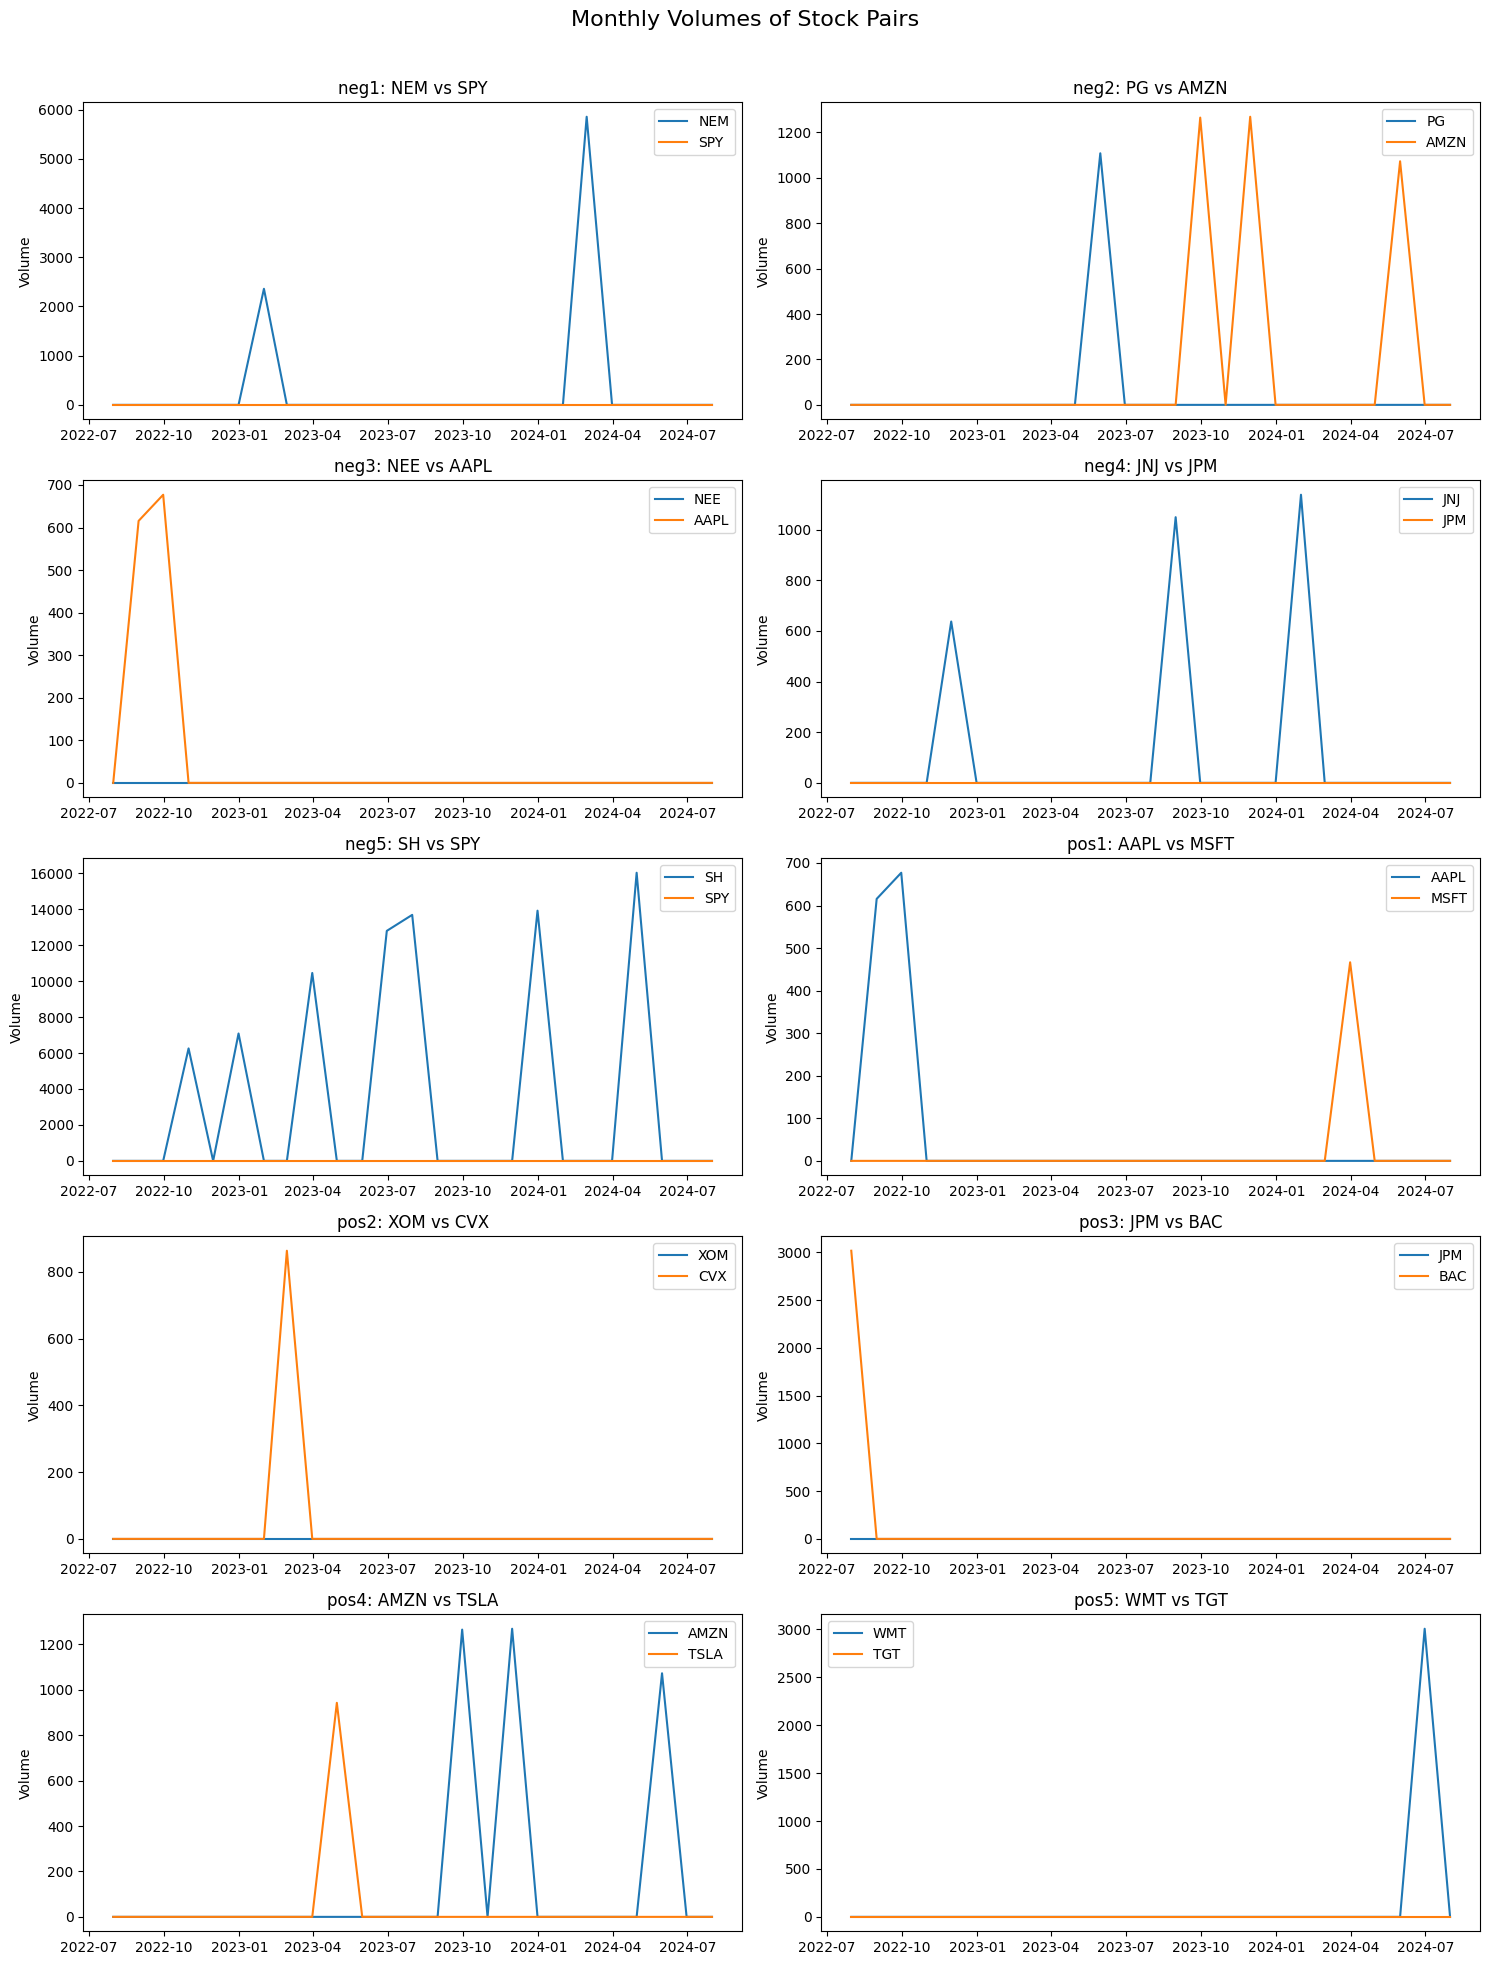 Monthly Volumes of Stock Pairs
neg1: NEM vs SPY
Volume
6000
5000
4000
3000
2000
1000
0
NEM
SPY
2022-07 2022-10 2023-01 2023-04 2023-07 2023-10 2024-01 2024-04 2024-07
neg2: PG vs AMZN
Volume
1200
1000
800
600
400
200
0
PG
AMZN
2022-07 2022-10 2023-01 2023-04 2023-07 2023-10 2024-01 2024-04 2024-07
neg3: NEE vs AAPL
Volume
700
600
500
400
300
200
100
0
NEE
AAPL
2022-07 2022-10 2023-01 2023-04 2023-07 2023-10 2024-01 2024-04 2024-07
neg4: JNJ vs JPM
Volume
1000
800
600
400
200
0
JNJ
JPM
2022-07 2022-10 2023-01 2023-04 2023-07 2023-10 2024-01 2024-04 2024-07
neg5: SH vs SPY
Volume
16000
14000
12000
10000
8000
6000
4000
2000
0
SH
SPY
2022-07 2022-10 2023-01 2023-04 2023-07 2023-10 2024-01 2024-04 2024-07
pos1: AAPL vs MSFT
Volume
700
600
500
400
300
200
100
0
AAPL
MSFT
2022-07 2022-10 2023-01 2023-04 2023-07 2023-10 2024-01 2024-04 2024-07
pos2: XOM vs CVX
Volume
800
600
400
200
0
XOM
CVX
2022-07 2022-10 2023-01 2023-04 2023-07 2023-10 2024-01 2024-04 2024-07
pos3: JPM vs BAC
Volume
3000
2500
2000
1500
1000
500
0
JPM
BAC
2022-07 2022-10 2023-01 2023-04 2023-07 2023-10 2024-01 2024-04 2024-07
pos4: AMZN vs TSLA
Volume
1200
1000
800
600
400
200
0
AMZN
TSLA
2022-07 2022-10 2023-01 2023-04 2023-07 2023-10 2024-01 2024-04 2024-07
pos5: WMT vs TGT
Volume
3000
2500
2000
1500
1000
500
0
WMT
TGT
2022-07 2022-10 2023-01 2023-04 2023-07 2023-10 2024-01 2024-04 2024-07